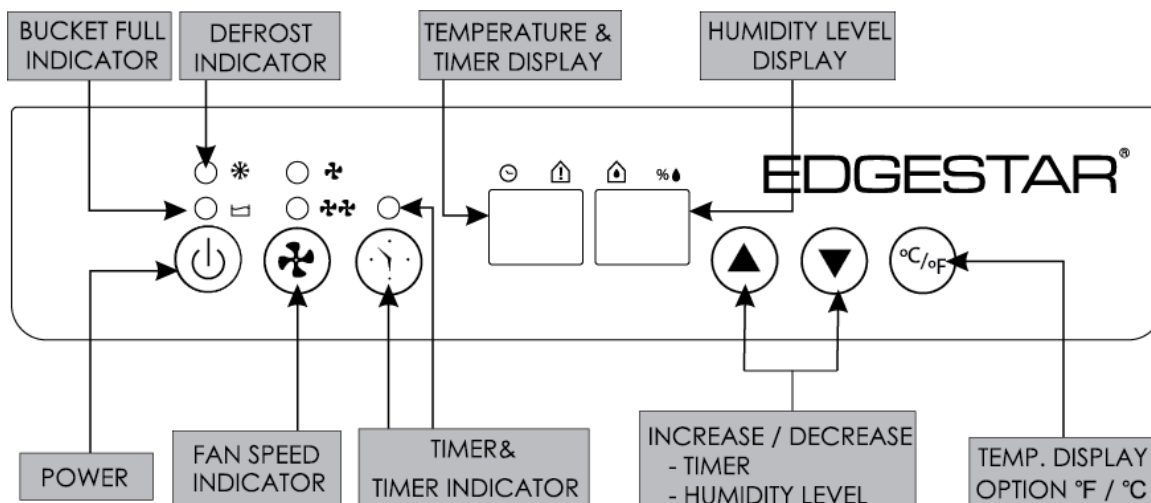 BUCKET FULL
INDICATOR
DEFROST
INDICATOR
TEMPERATURE &
TIMER DISPLAY
HUMIDITY LEVEL
DISPLAY
%
EDGESTAR®
°C/°F
POWER
FAN SPEED
INDICATOR
TIMER&
TIMER INDICATOR
INCREASE / DECREASE
- TIMER
- HUMIDITY LEVEL
TEMP. DISPLAY
OPTION °F / °C